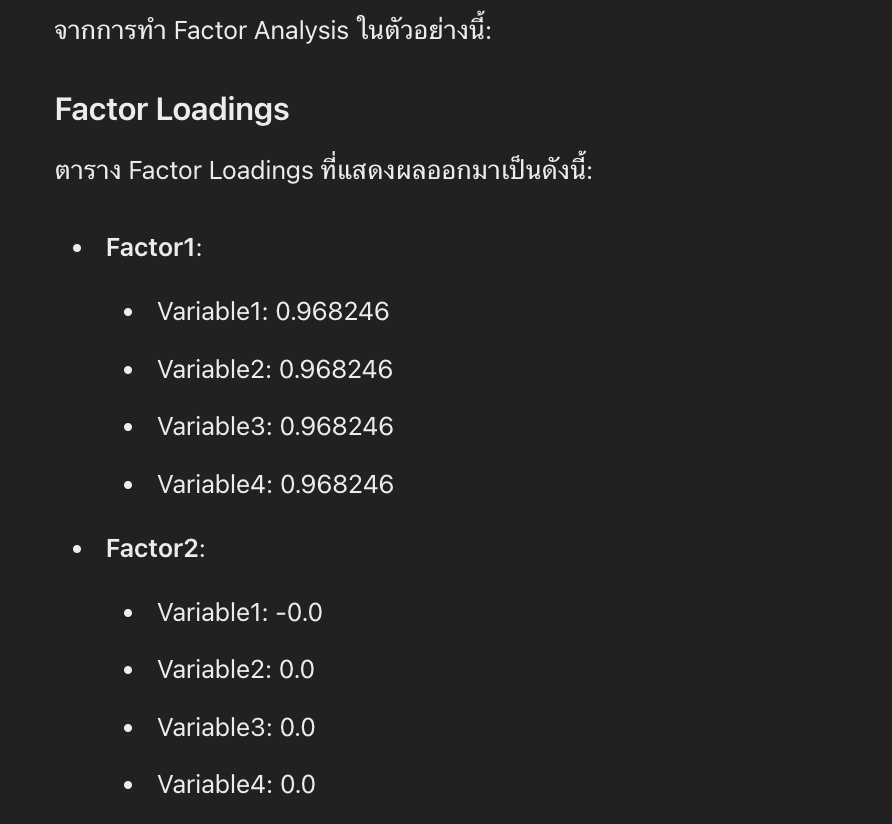 จากการทำ Factor Analysis ในตัวอย่างนี้:
Factor Loadings
ตาราง Factor Loadings ที่แสดงผลออกมาเป็นดังนี้:
• Factor1:
• Variable1: 0.968246
• Variable2: 0.968246
• Variable3: 0.968246
• Variable4: 0.968246
• Factor2:
• Variable1: -0.0
• Variable2: 0.0
• Variable3: 0.0
• Variable4: 0.0